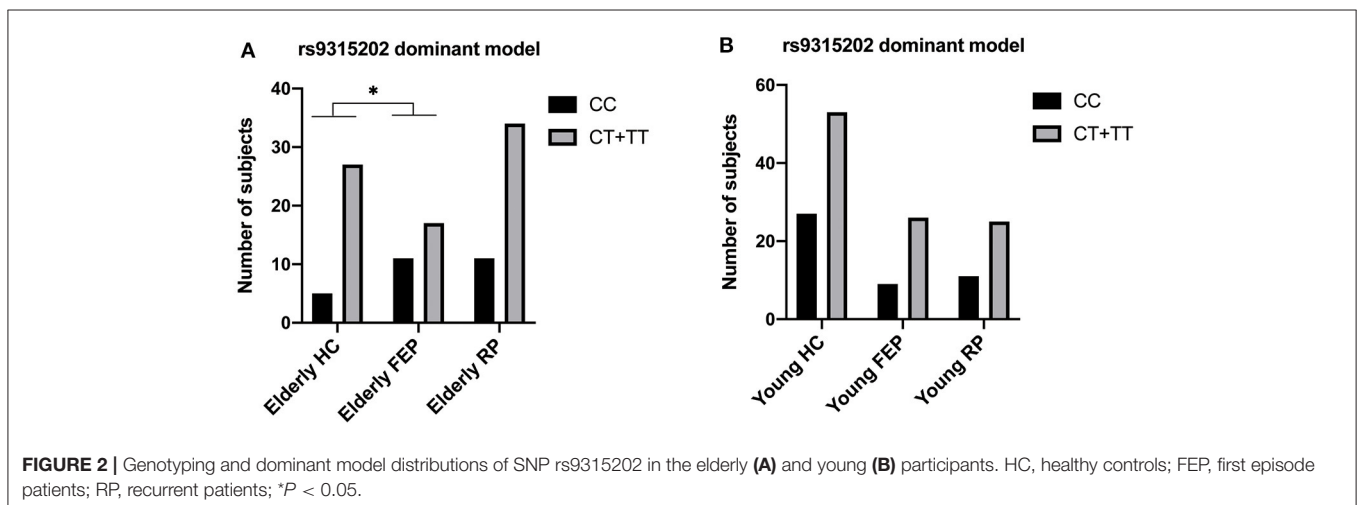 A rs9315202 dominant model
*
CC
CT+TT
Number of subjects
40
30
20
10
0
Elderly HC
Elderly FEP
Elderly RP
B rs9315202 dominant model
CC
CT+TT
Number of subjects
60
40
20
0
Young HC
Young FEP
Young RP
FIGURE 2 | Genotyping and dominant model distributions of SNP rs9315202 in the elderly (A) and young (B) participants. HC, healthy controls; FEP, first episode
patients; RP, recurrent patients; *P < 0.05.